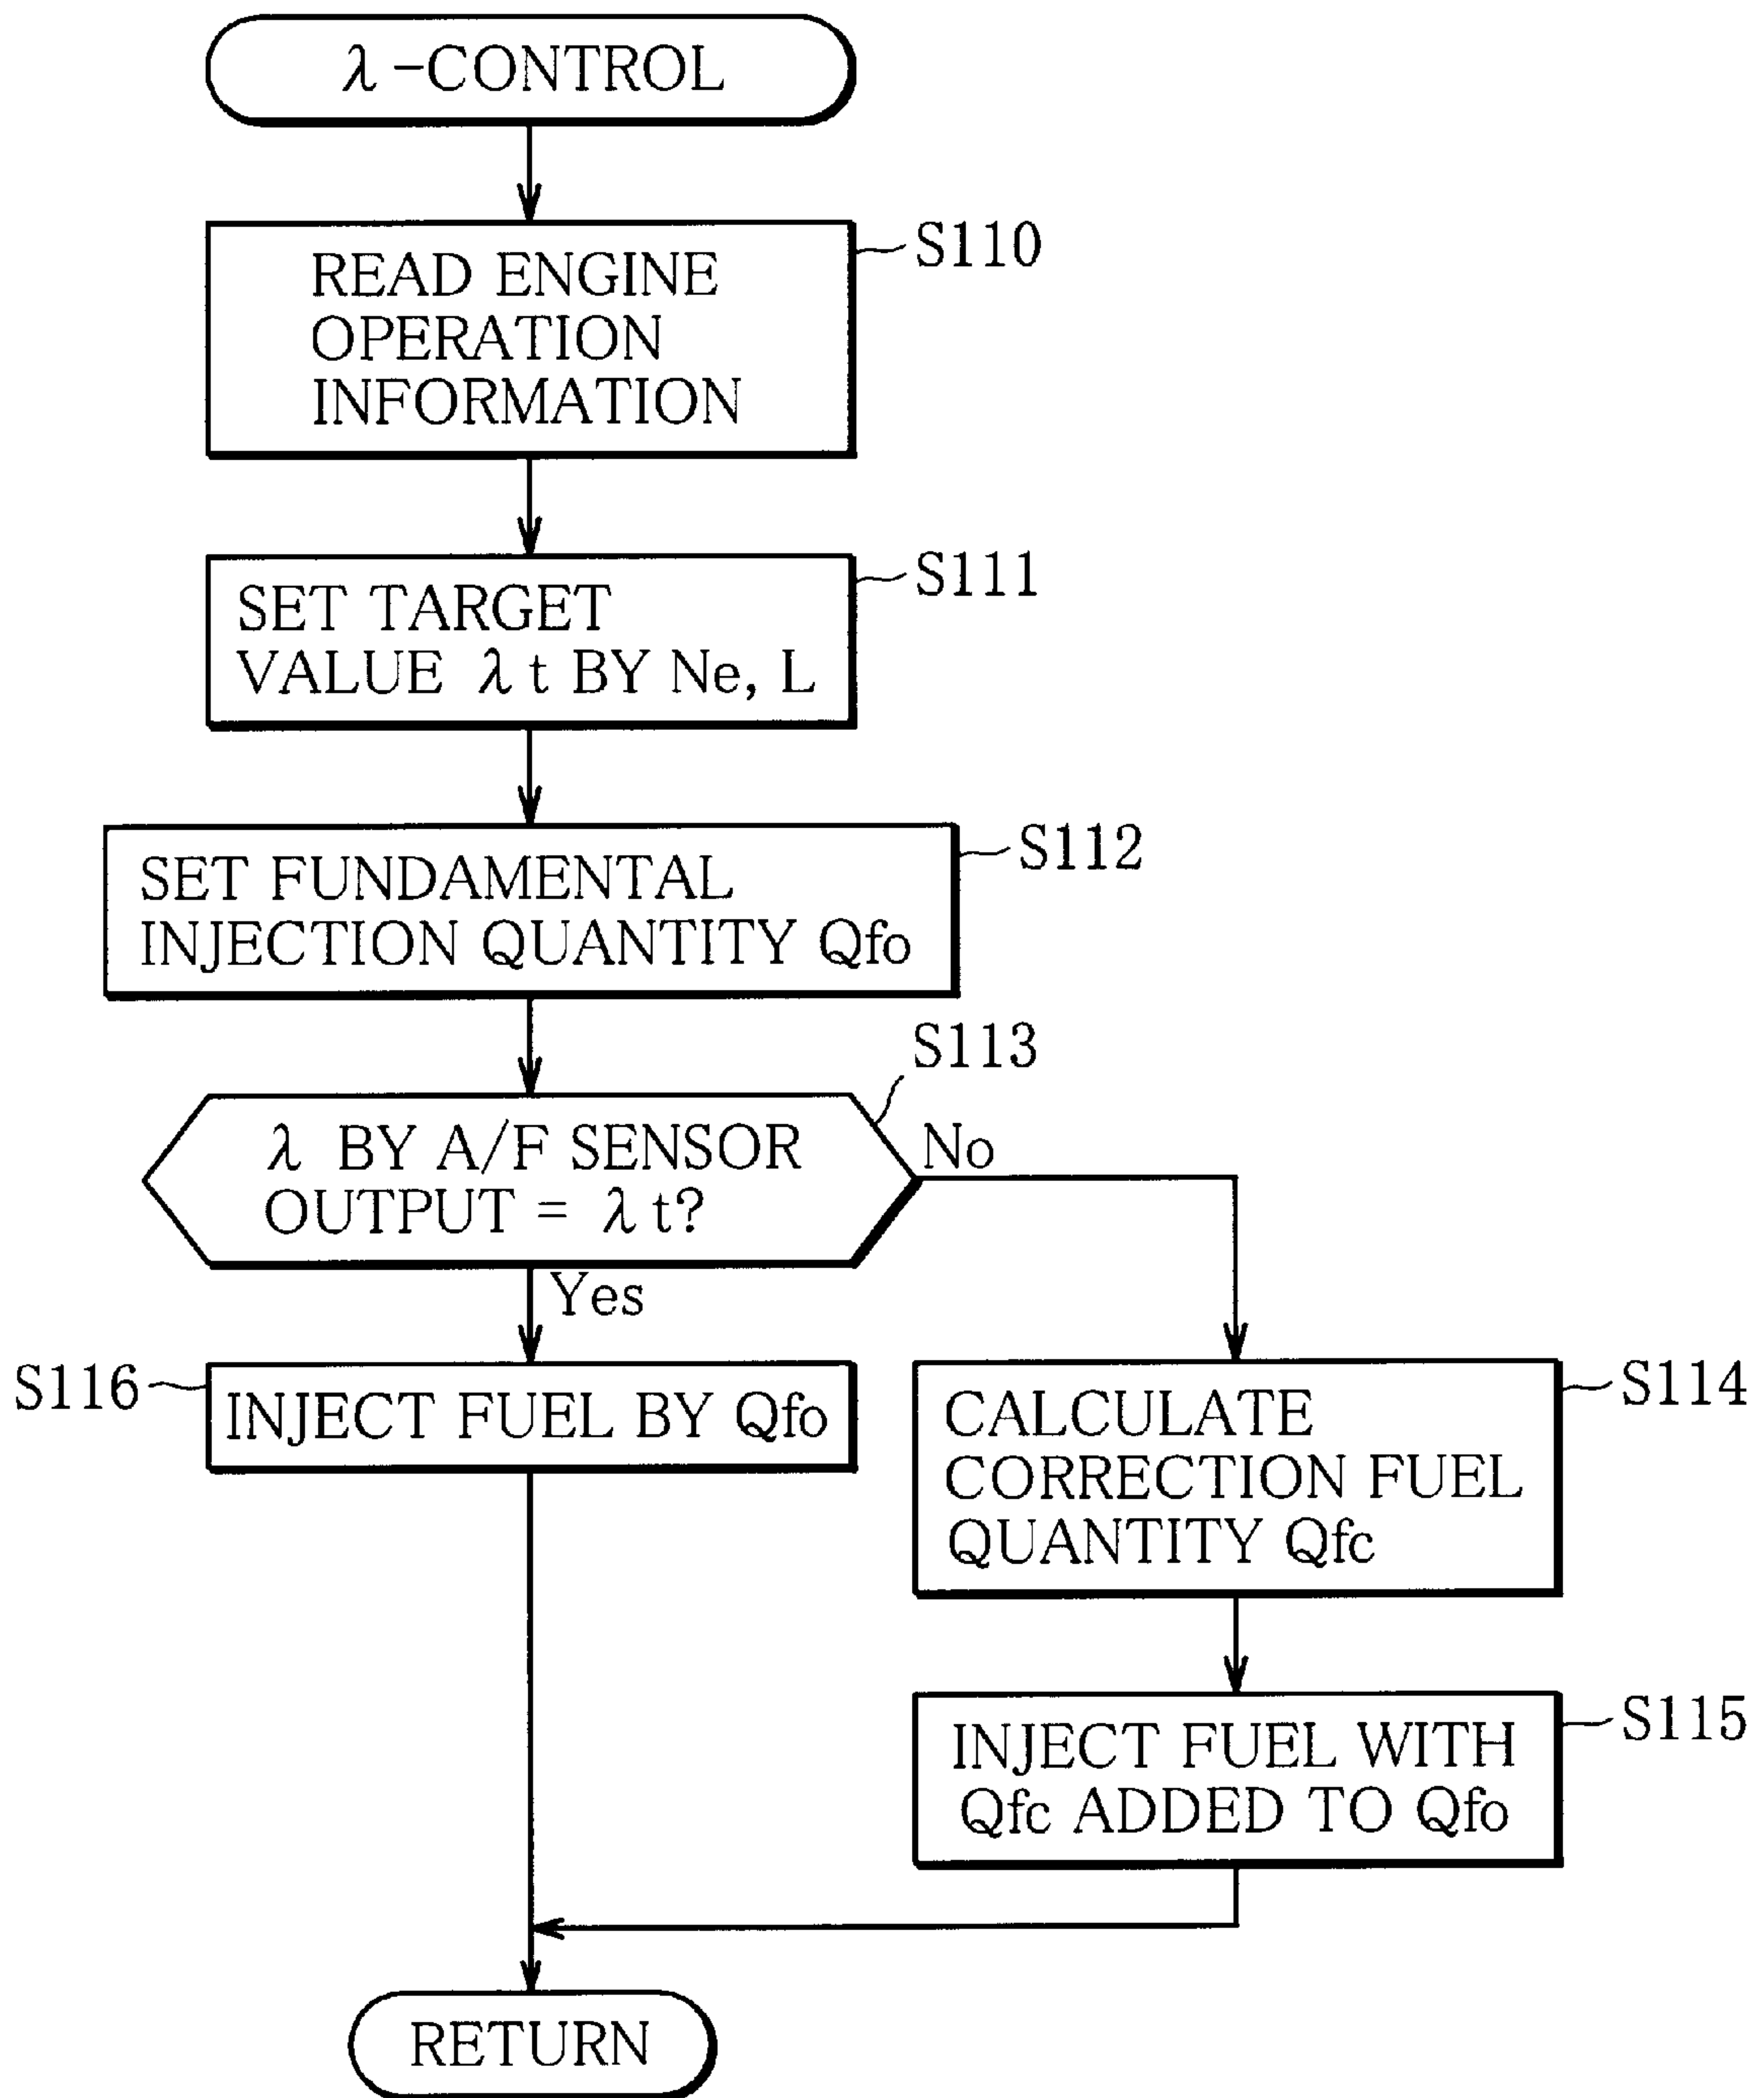 λ-CONTROL
READ ENGINE
OPERATION
INFORMATION
S110
SET TARGET
VALUE λt BY Ne, L
S111
SET FUNDAMENTAL
INJECTION QUANTITY Qfo
S112
λ BY A/F SENSOR
OUTPUT = λt?
S113
No
Yes
S116
INJECT FUEL BY Qfo
CALCULATE
CORRECTION FUEL
QUANTITY Qfc
S114
INJECT FUEL WITH
Qfc ADDED TO Qfo
S115
RETURN